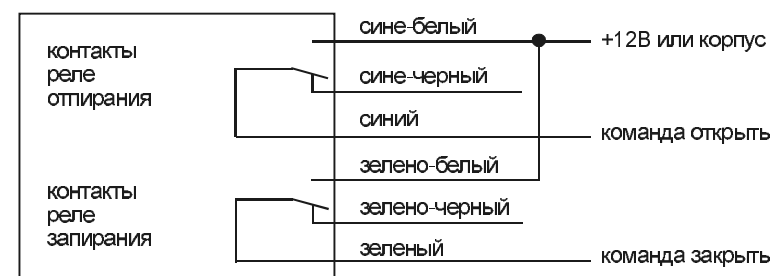 сине-белый
+12В или корпус
контакты
реле
отпирания
сине-черный
синий
команда открыть
зелено-белый
контакты
реле
запирания
зелено-черный
зеленый
команда закрыть